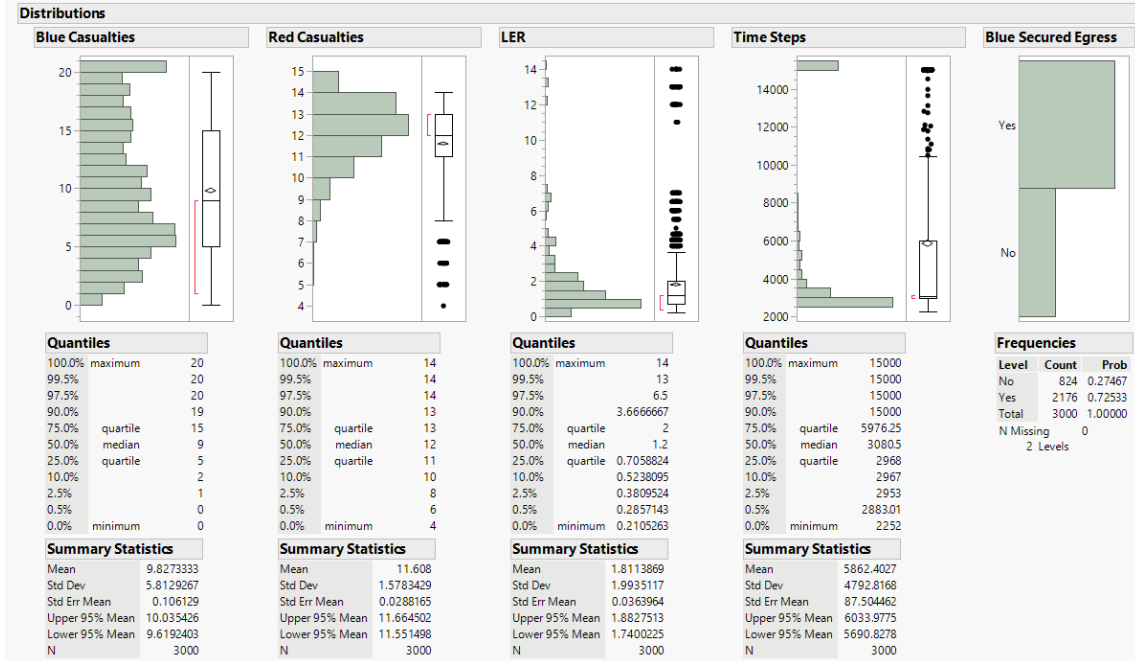 Distributions
Blue Casualties
20
15
10
5
0
Quantiles
100.0% maximum 20
99.5% 20
97.5% 20
90.0% 19
75.0% quartile 15
50.0% median 9
25.0% quartile 5
10.0% 2
2.5% 1
0.5% 0
0.0% minimum 0
Summary Statistics
Mean 9.8273333
Std Dev 5.8129267
Std Err Mean 0.106129
Upper 95% Mean 10.035426
Lower 95% Mean 9.6192403
N 3000
Red Casualties
15
14
13
12
11
10
9
8
7
6
5
4
Quantiles
100.0% maximum 14
99.5% 14
97.5% 14
90.0% 13
75.0% quartile 13
50.0% median 12
25.0% quartile 11
10.0% 10
2.5% 8
0.5% 6
0.0% minimum 4
Summary Statistics
Mean 11.608
Std Dev 1.5783429
Std Err Mean 0.0288165
Upper 95% Mean 11.664502
Lower 95% Mean 11.551498
N 3000
LER
14
12
10
8
6
4
2
0
Quantiles
100.0% maximum 14
99.5% 13
97.5% 6.5
90.0% 3.6666667
75.0% quartile 2
50.0% median 1.2
25.0% quartile 0.7058824
10.0% 0.5238095
2.5% 0.3809524
0.5% 0.2857143
0.0% minimum 0.2105263
Summary Statistics
Mean 1.8113869
Std Dev 1.9935117
Std Err Mean 0.0363964
Upper 95% Mean 1.8827513
Lower 95% Mean 1.7400225
N 3000
Time Steps
14000
12000
10000
8000
6000
4000
2000
Quantiles
100.0% maximum 15000
99.5% 15000
97.5% 15000
90.0% 15000
75.0% quartile 5976.25
50.0% median 3080.5
25.0% quartile 2968
10.0% 2967
2.5% 2953
0.5% 2883.01
0.0% minimum 2252
Summary Statistics
Mean 5862.4027
Std Dev 4792.8168
Std Err Mean 87.504462
Upper 95% Mean 6033.9775
Lower 95% Mean 5690.8278
N 3000
Blue Secured Egress
Yes
No
Frequencies
Level Count Prob
No 824 0.27467
Yes 2176 0.72533
Total 3000 1.00000
N Missing 0
2 Levels